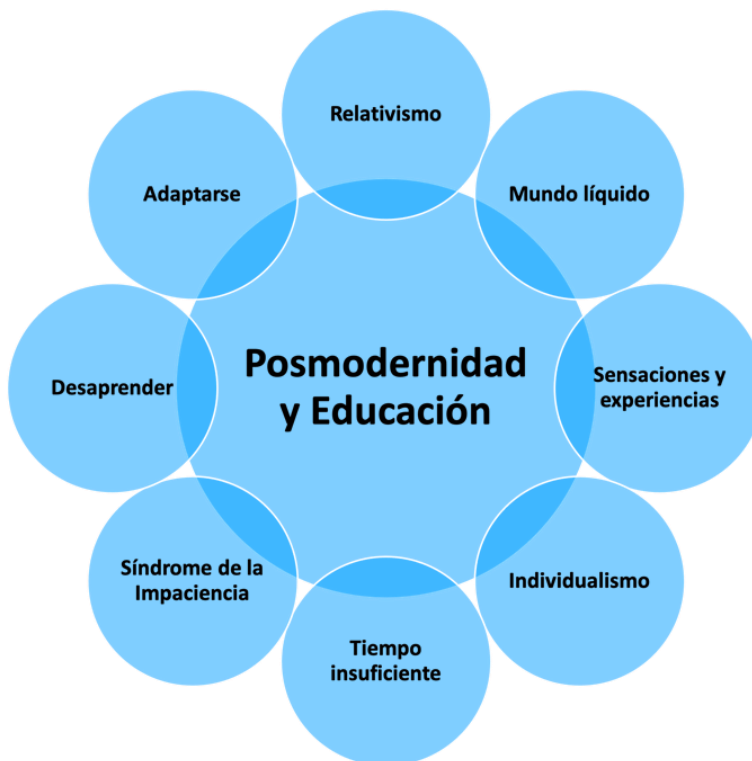 Relativismo
Mundo líquido
Sensaciones y
experiencias
Individualismo
Tiempo
insuficiente
Síndrome de la
Impaciencia
Desaprender
Adaptarse
Posmodernidad
y Educación